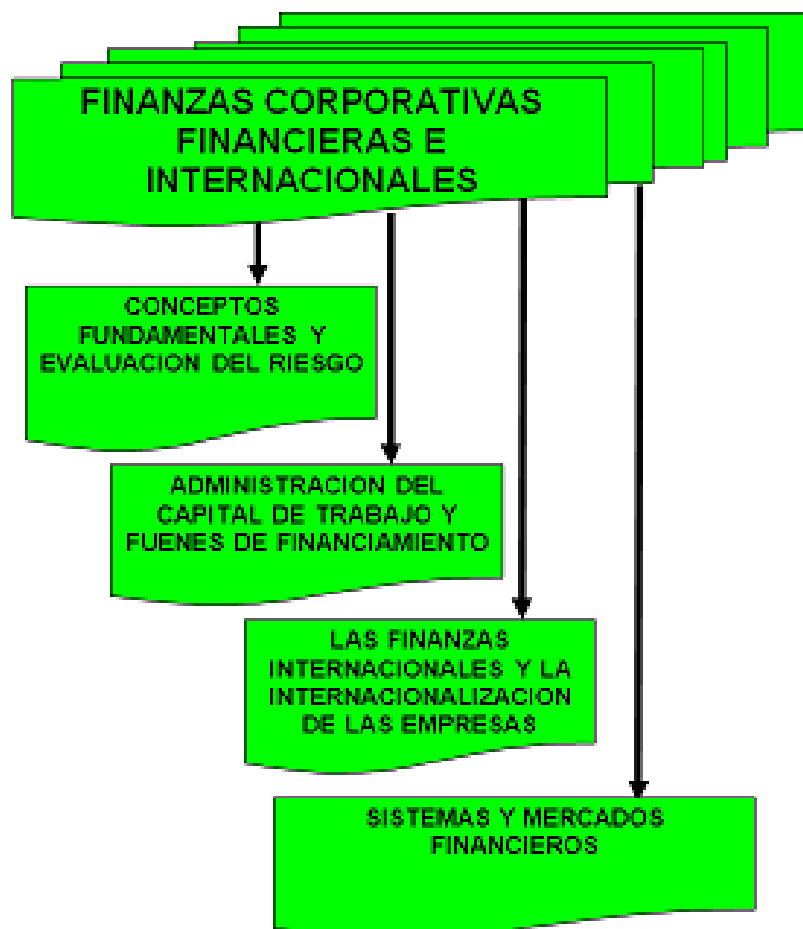 FINANZAS CORPORATIVAS
FINANCIERAS E
INTERNACIONALES
CONCEPTOS
FUNDAMENTALES Y
EVALUACION DEL RIESGO
ADMINISTRACION DEL
CAPITAL DE TRABAJO Y
FUENES DE FINANCIAMIENTO
LAS FINANZAS
INTERNACIONALES Y LA
INTERNACIONALIZACION
DE LAS EMPRESAS
SISTEMAS Y MERCADOS
FINANCIEROS